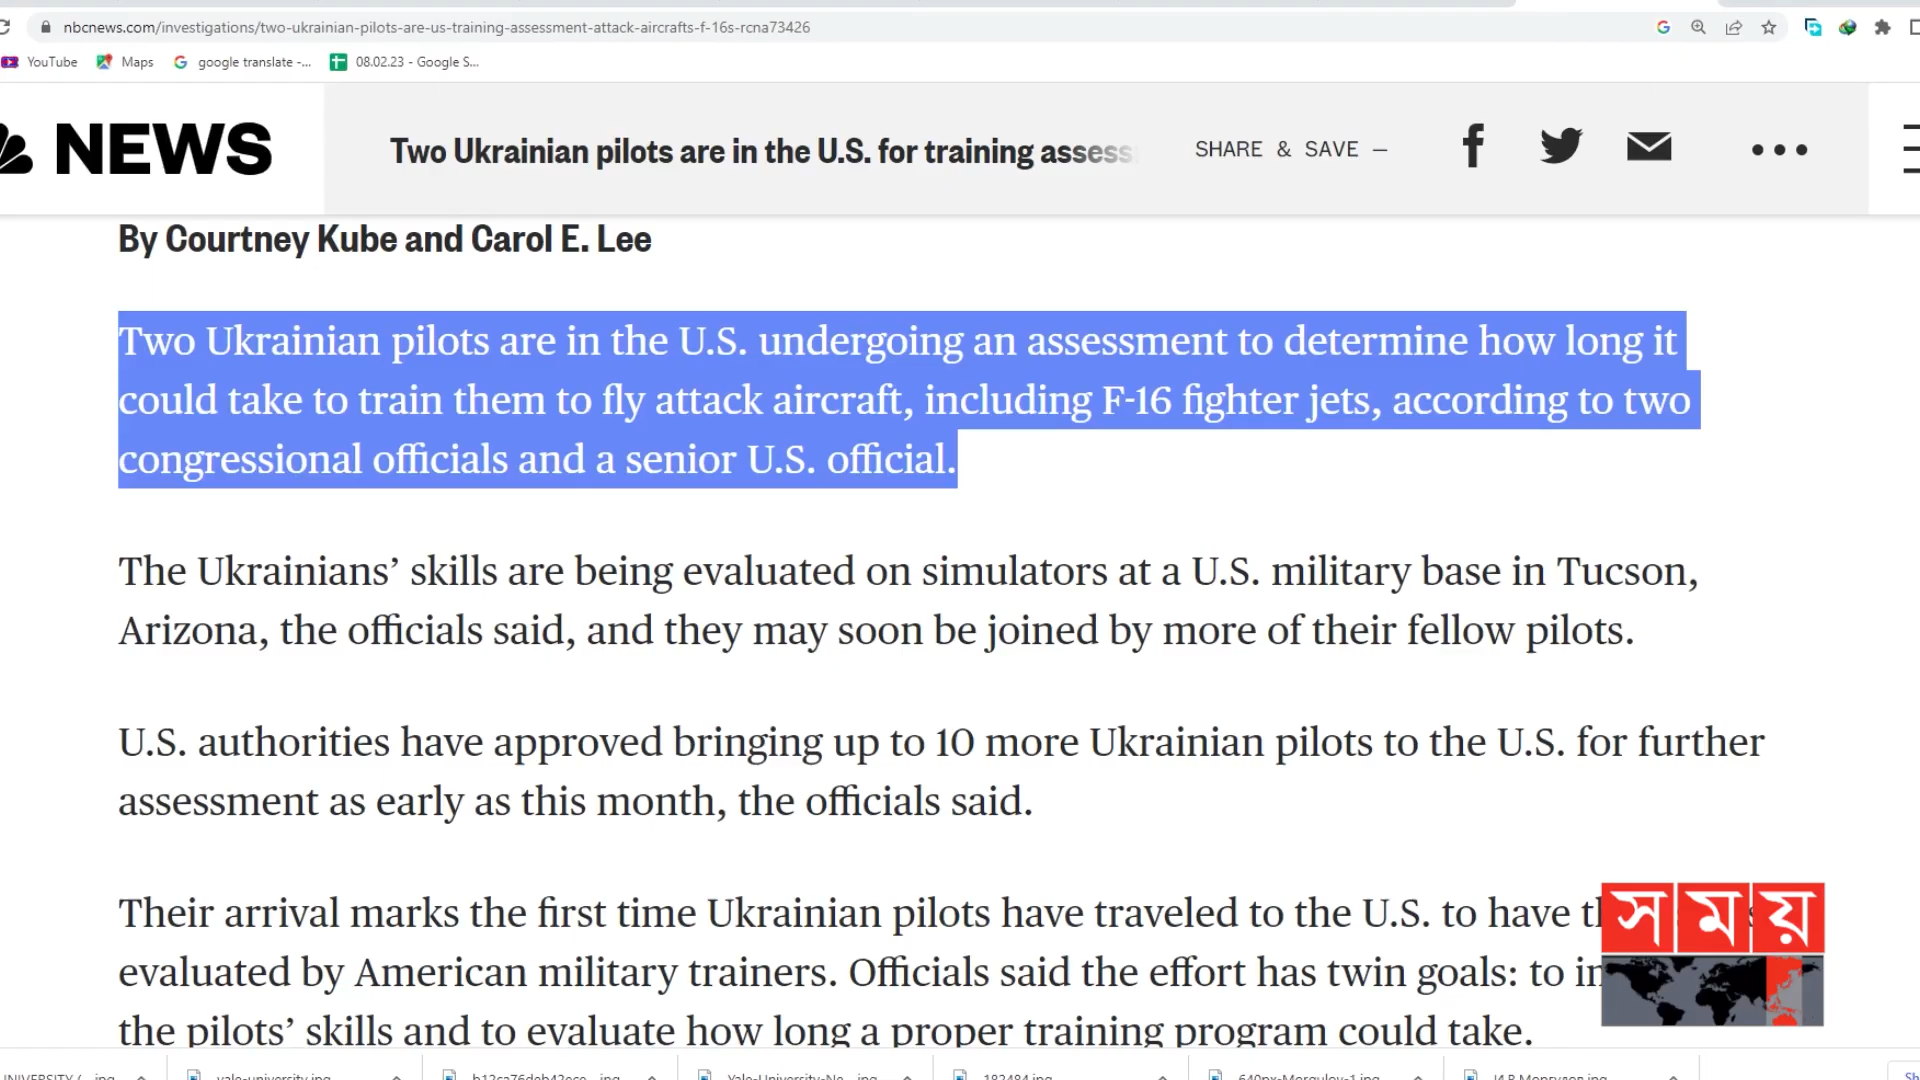 nbcnews.com/investigations/two-ukrainian-pilots-are-us-training-assessment-attack-aircrafts-f-16s-rcna73426
YouTube Maps google translate -... 08.02.23 - Google S...
NEWS Two Ukrainian pilots are in the U.S. for training assess SHARE & SAVE —
By Courtney Kube and Carol E. Lee
Two Ukrainian pilots are in the U.S. undergoing an assessment to determine how long it
could take to train them to fly attack aircraft, including F-16 fighter jets, according to two
congressional officials and a senior U.S. official.
The Ukrainians’ skills are being evaluated on simulators at a U.S. military base in Tucson,
Arizona, the officials said, and they may soon be joined by more of their fellow pilots.
U.S. authorities have approved bringing up to 10 more Ukrainian pilots to the U.S. for further
assessment as early as this month, the officials said.
Their arrival marks the first time Ukrainian pilots have traveled to the U.S. to have
evaluated by American military trainers. Officials said the effort has twin goals: to
the pilots’ skills and to evaluate how long a proper training program could take.
সময়